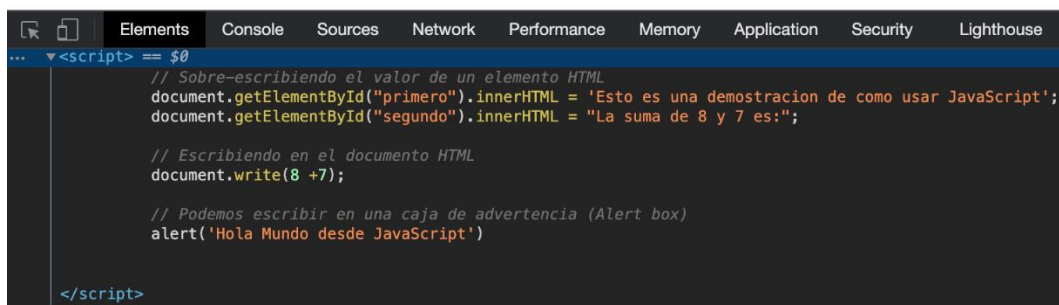 Elements Console Sources Network Performance Memory Application Security Lighthouse
… ▼<script> == $0
// Sobre-escribiendo el valor de un elemento HTML
document.getElementById("primero").innerHTML = 'Esto es una demostracion de como usar JavaScript';
document.getElementById("segundo").innerHTML = "La suma de 8 y 7 es:";
// Escribiendo en el documento HTML
document.write(8 +7);
// Podemos escribir en una caja de advertencia (Alert box)
alert('Hola Mundo desde JavaScript')
</script>